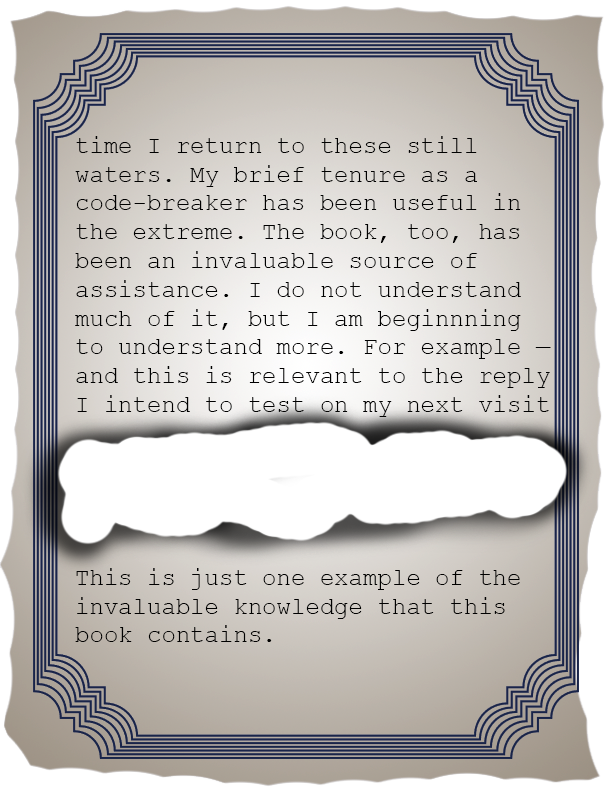 time I return to these still
waters. My brief tenure as a
code-breaker has been useful in
the extreme. The book, too, has
been an invaluable source of
assistance. I do not understand
much of it, but I am beginnning
to understand more. For example —
and this is relevant to the reply
I intend to test on my next visit
This is just one example of the
invaluable knowledge that this
book contains.